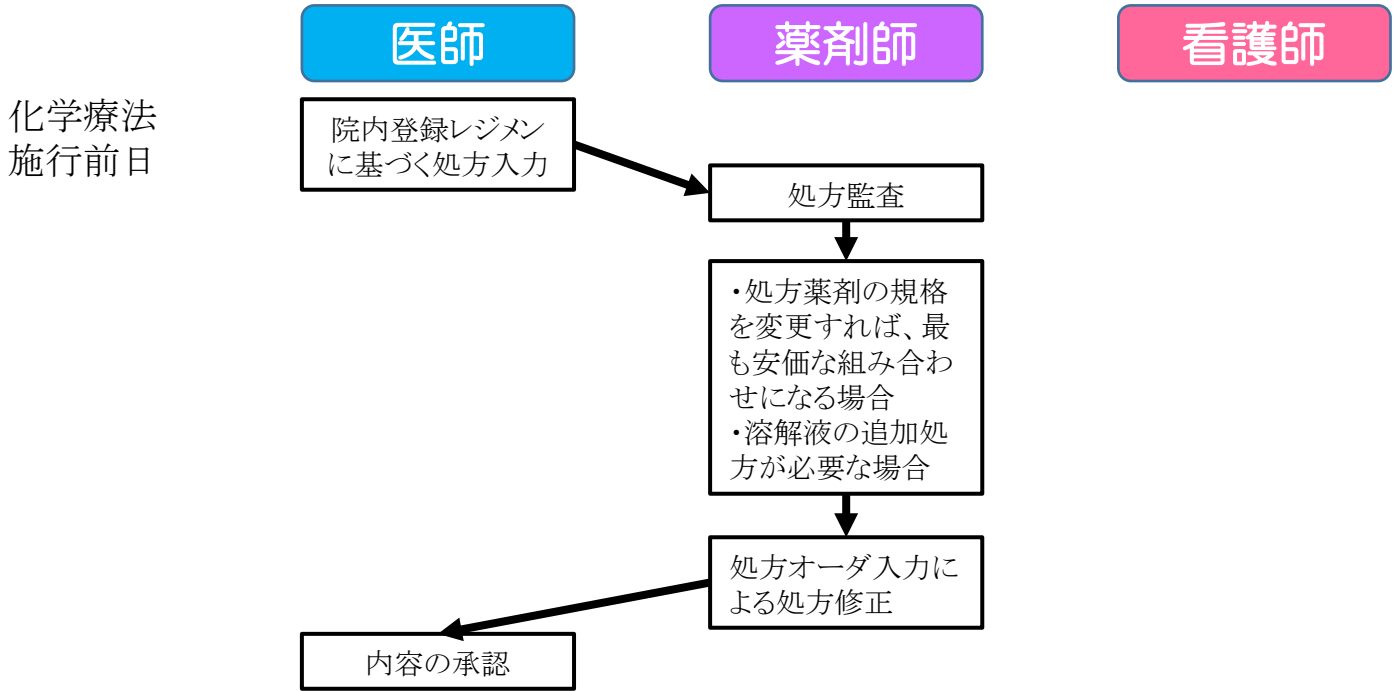 医師
薬剤師
看護師
化学療法
施行前日
院内登録レジメン
に基づく処方入力
処方監査
・処方薬剤の規格
を変更すれば、最
も安価な組み合わ
せになる場合
・溶解液の追加処
方が必要な場合
処方オーダ入力に
よる処方修正
内容の承認